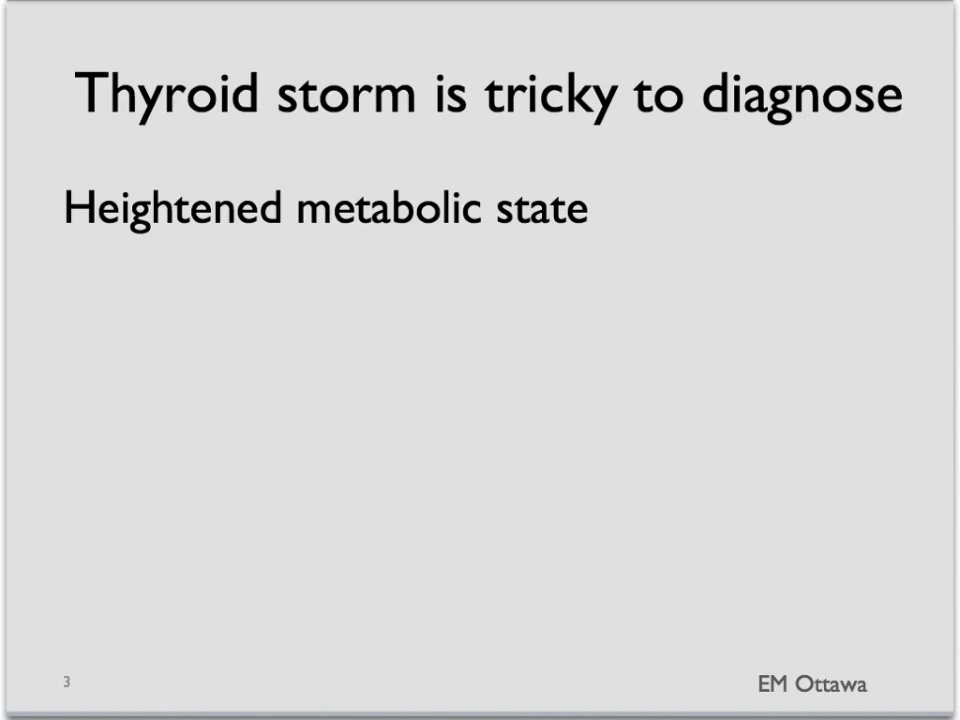 Thyroid storm is tricky to diagnose
Heightened metabolic state
3
EM Ottawa